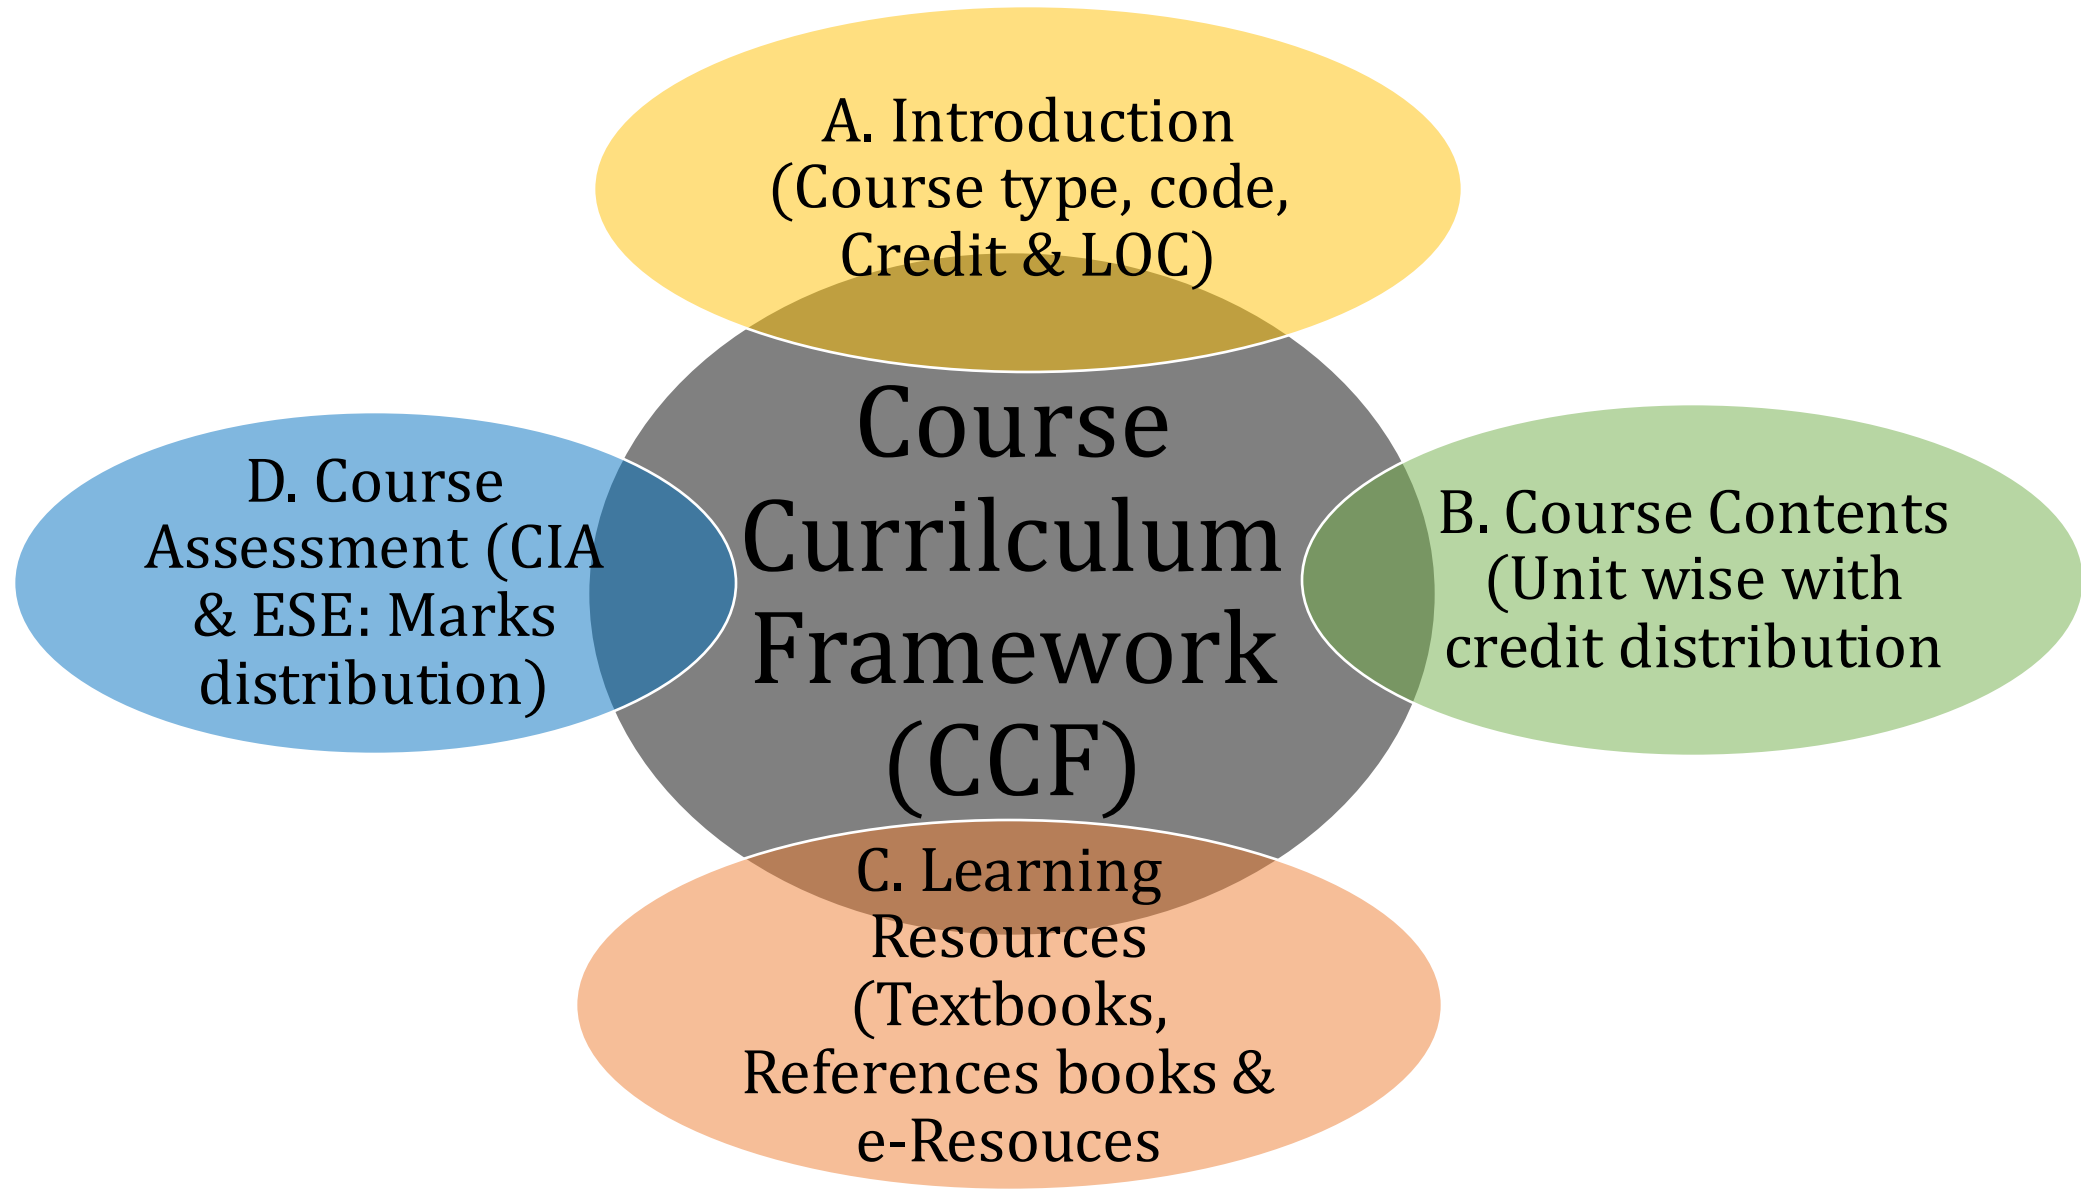 A. Introduction
(Course type, code,
Credit & LOC)
Course
Currilculum
Framework
(CCF)
B. Course Contents
(Unit wise with
credit distribution
C. Learning
Resources
(Textbooks,
References books &
e-Resouces
D. Course
Assessment (CIA
& ESE: Marks
distribution)